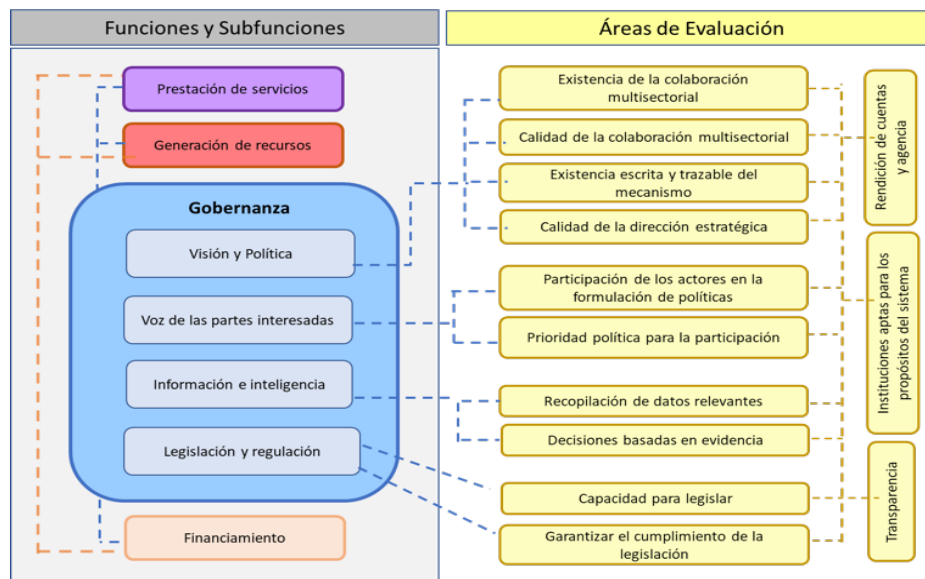 Funciones y Subfunciones
Áreas de Evaluación
Prestación de servicios
Generación de recursos
Gobernanza
Visión y Política
Voz de las partes interesadas
Información e inteligencia
Legislación y regulación
Financiamiento
Existencia de la colaboración
multisectorial
Calidad de la colaboración multisectorial
Existencia escrita y trazable del
mecanismo
Calidad de la dirección estratégica
Participación de los actores en la
formulación de políticas
Prioridad política para la participación
Recopilación de datos relevantes
Decisiones basadas en evidencia
Capacidad para legislar
Garantizar el cumplimiento de la
legislación
Rendición de cuentas
y agencia
Instituciones aptas para los
propósitos del sistema
Transparencia